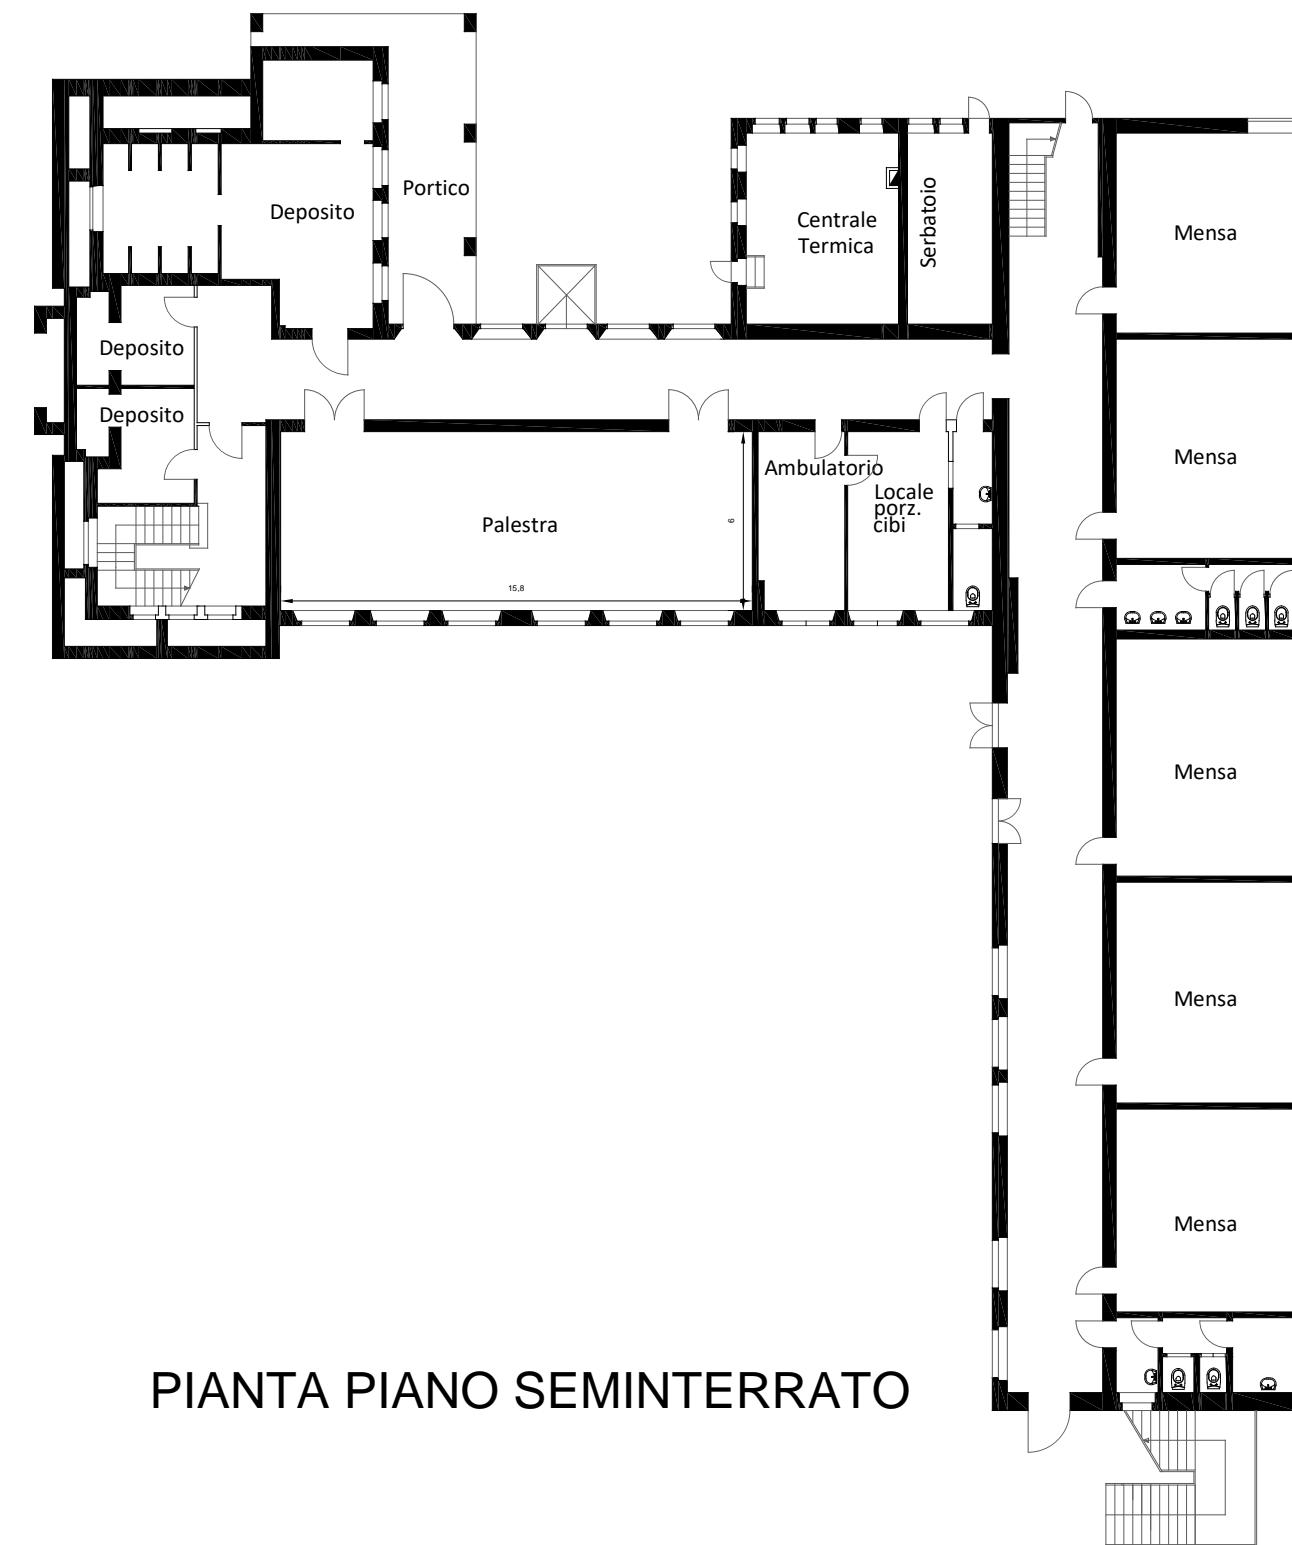 Portico
Deposito
Centrale
Termica
Serbatoio
Mensa
Deposito
Deposito
Mensa
Ambulatorio
Locale
porz.
cibi
Palestra
6
15,8
Mensa
Mensa
Mensa
PIANTA PIANO SEMINTERRATO